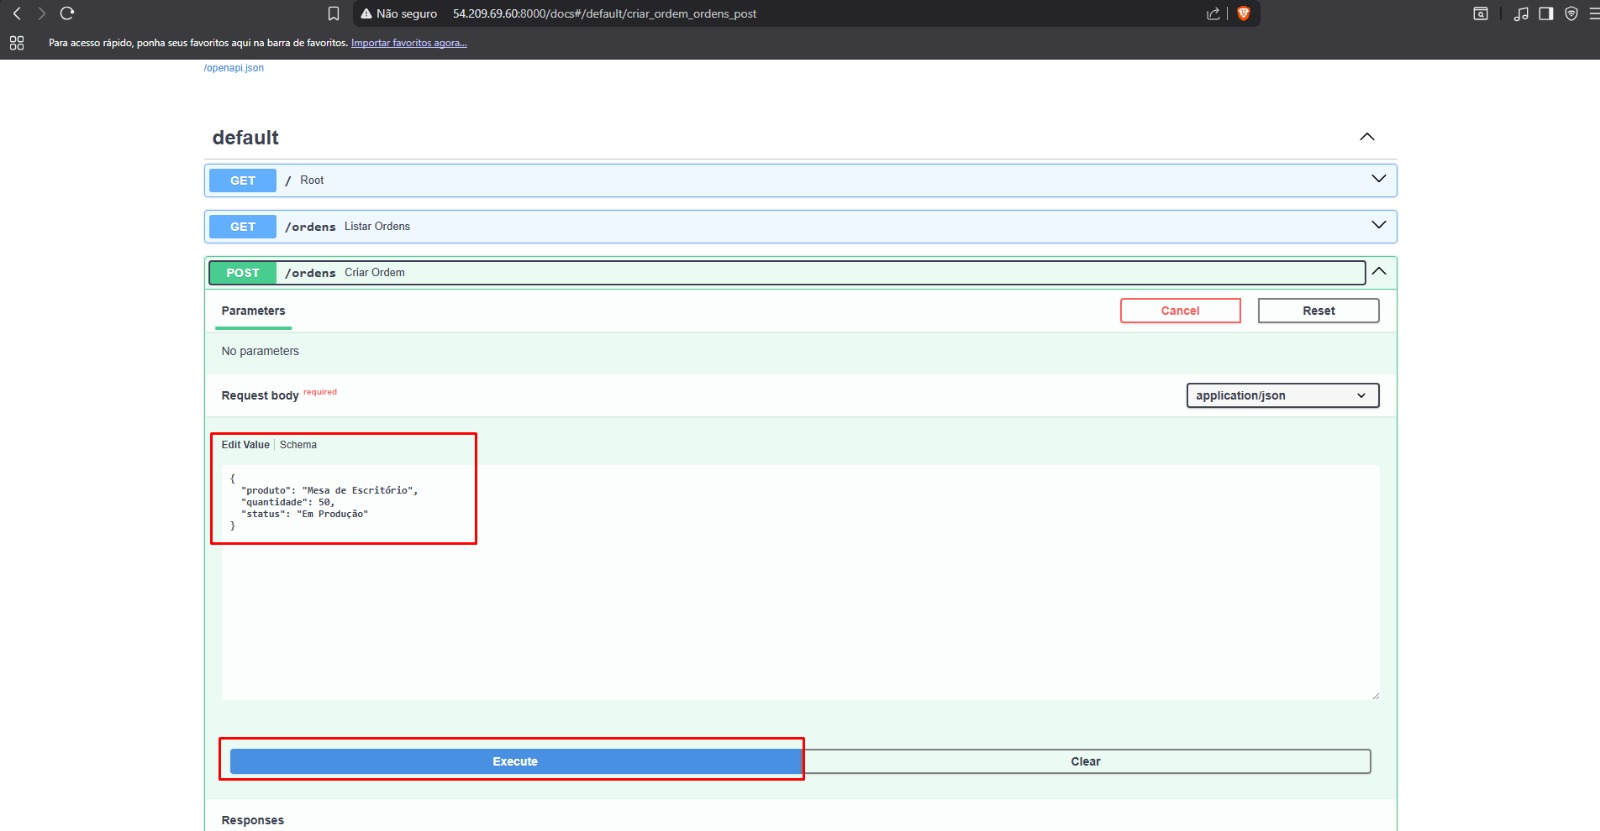 Não seguro 54.209.69.60:8000/docs#/default/criar_ordem_ordens_post
Para acesso rápido, ponha seus favoritos aqui na barra de favoritos. Importar favoritos agora...
/openapi.json
default
GET / Root
GET /ordens Listar Ordens
POST /ordens Criar Ordem
Parameters Cancel Reset
No parameters
Request body required application/json
Edit Value Schema
{
"produto": "Mesa de Escritório",
"quantidade": 50,
"status": "Em Produção"
}
Execute Clear
Responses